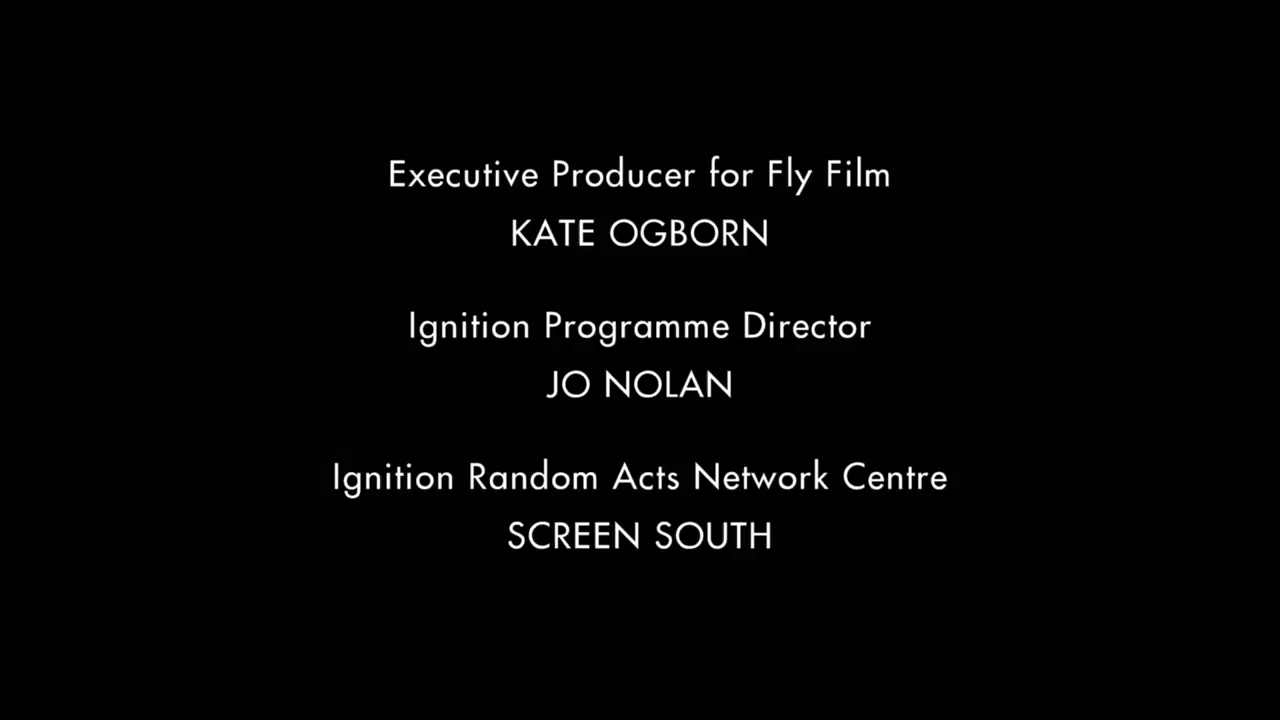 Executive Producer for Fly Film
KATE OGBORN
Ignition Programme Director
JO NOLAN
Ignition Random Acts Network Centre
SCREEN SOUTH